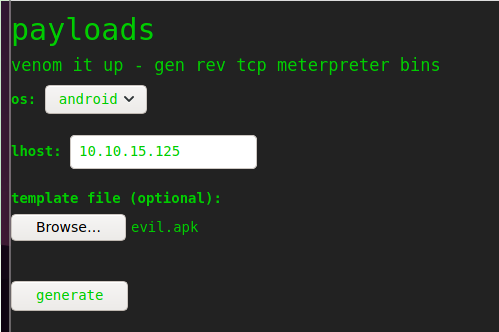 payloads
venom it up - gen rev tcp meterpreter bins
os: android
lhost: 10.10.15.125
template file (optional):
Browse... evil.apk
generate